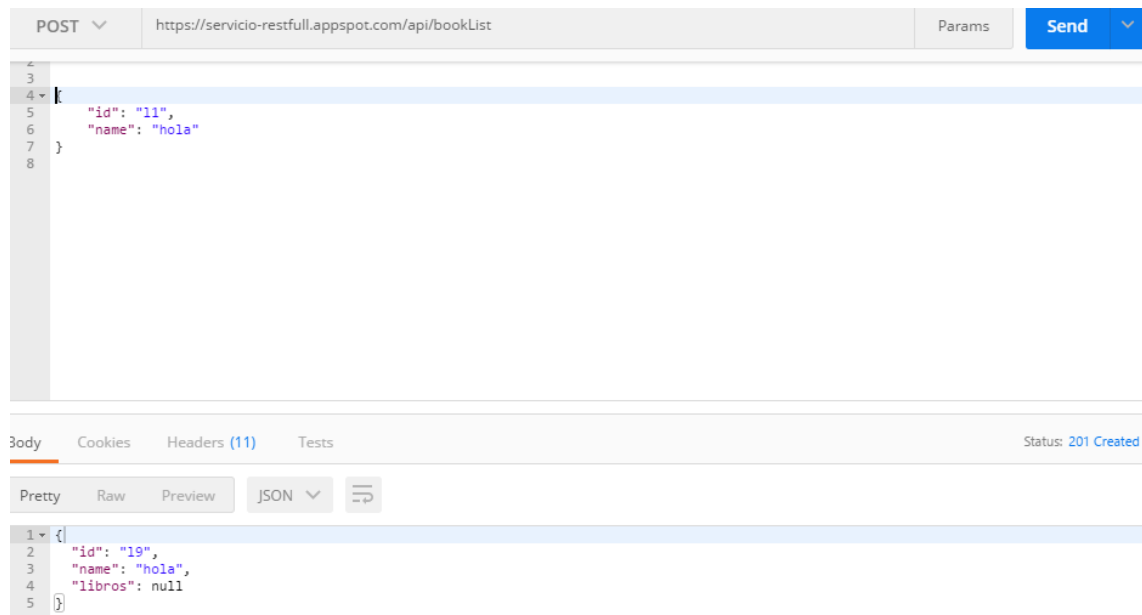 POST https://servicio-restfull.appspot.com/api/bookList Params Send
2
3
4 {
5 "id": "l1",
6 "name": "hola"
7 }
8
Body Cookies Headers (11) Tests Status: 201 Created
Pretty Raw Preview JSON
1 {
2 "id": "l9",
3 "name": "hola",
4 "libros": null
5 }